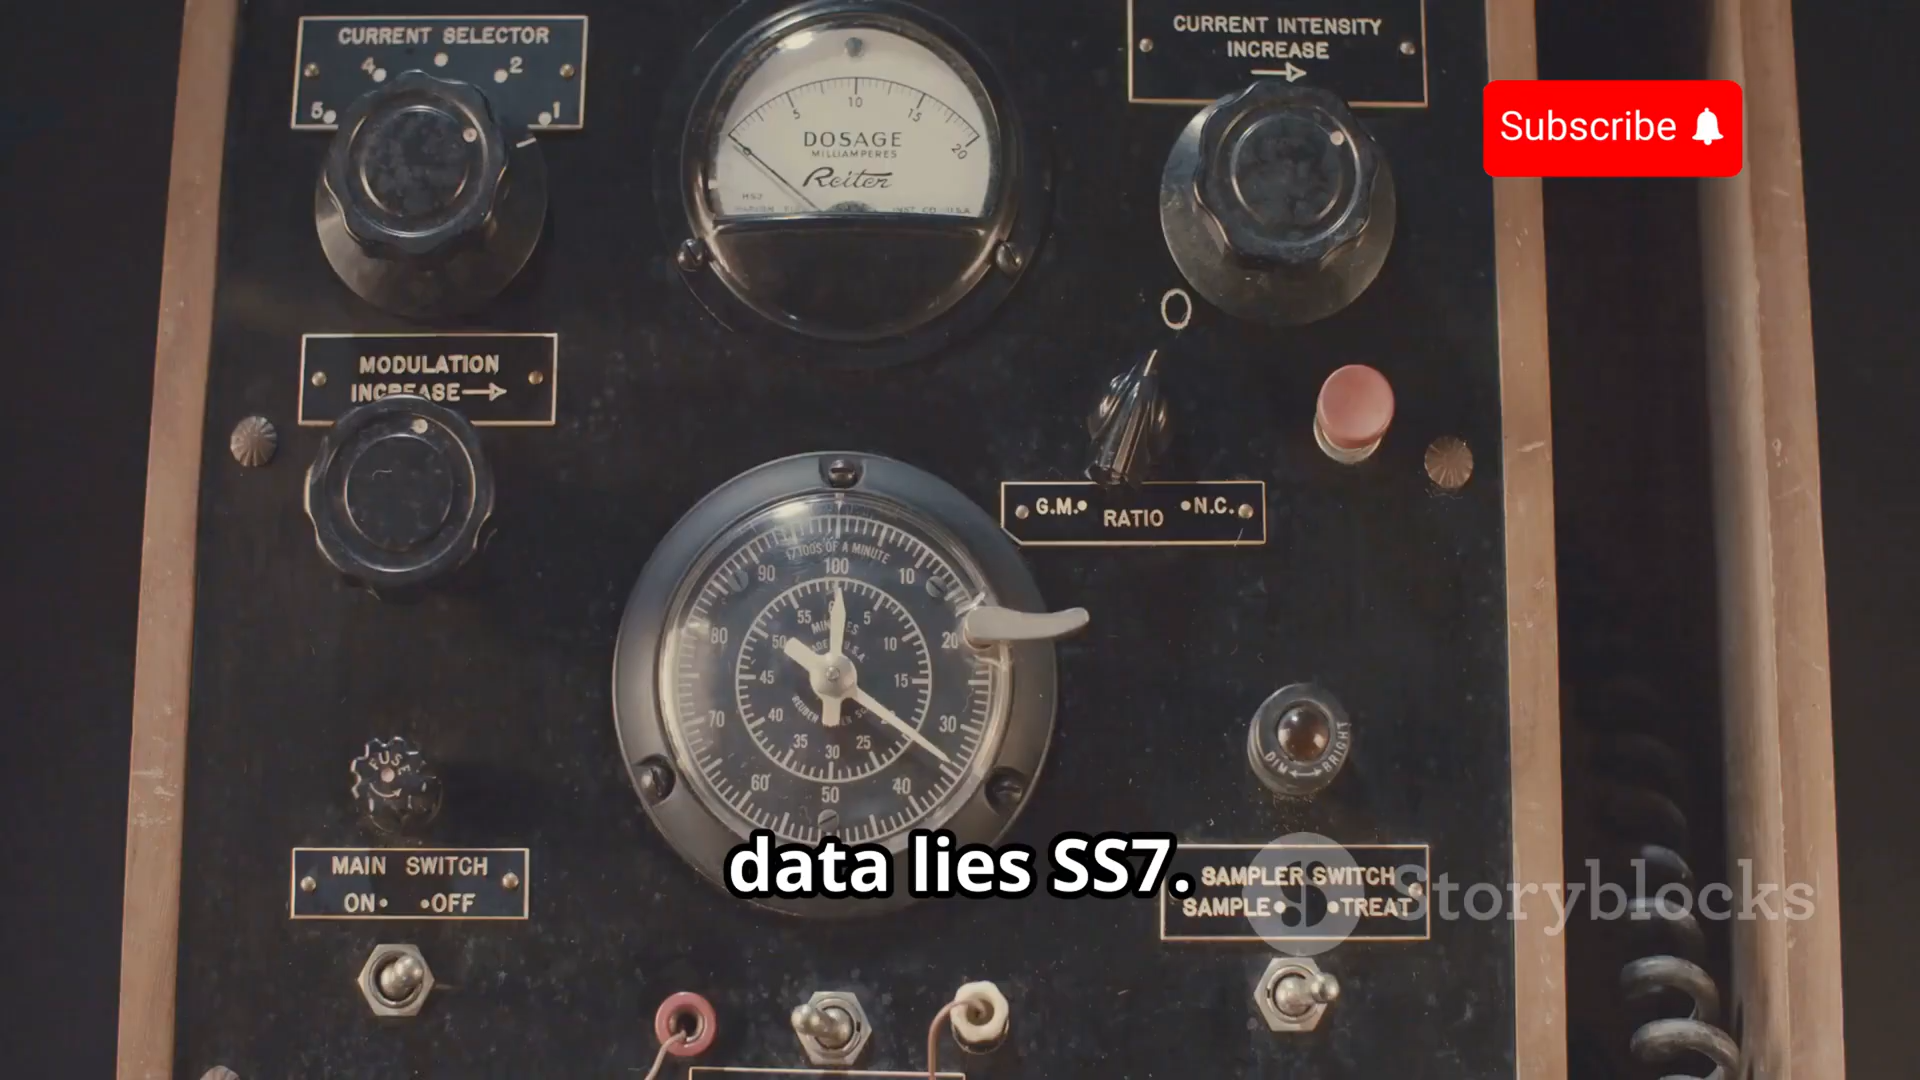 CURRENT SELECTOR
5 4 2 1
DOSAGE
MILLIAMPERES
Reiter
0 5 10 15 20
INST. CO. U.S.A.
CURRENT INTENSITY
INCREASE
Subscribe
MODULATION
INCREASE
O
G.M. RATIO N.C.
1/100S OF A MINUTE
100 10 20 30 40 50 60 70 80 90
MINUTES
5 10 15 25 30 35 40 45 50 55
FUSE
DIM BRIGHT
MAIN SWITCH
ON OFF
data lies SS7.
SAMPLER SWITCH
SAMPLE TREAT
Storyblocks